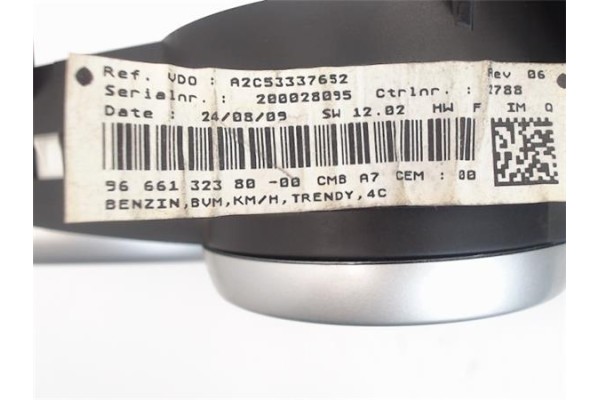 Ref. VDO : A2C53337652 Rev 06
Serialnr. : 200028095 Ctrlnr. : 2788
Date : 24/08/09 SW 12.02 HW F IM Q
96 661 323 80 -00 CMB A7 CEM : 00
BENZIN,BVM,KM/H,TRENDY,4C